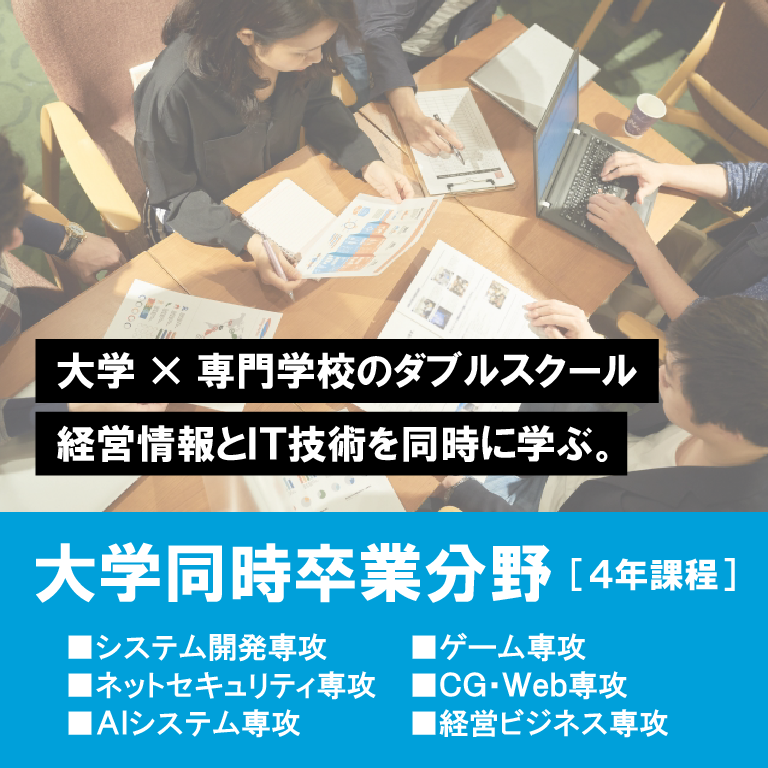 大学 × 専門学校のダブルスクール
経営情報とIT技術を同時に学ぶ。
大学同時卒業分野［4年課程］
■システム開発専攻
■ネットセキュリティ専攻
■AIシステム専攻
■ゲーム専攻
■CG・Web専攻
■経営ビジネス専攻